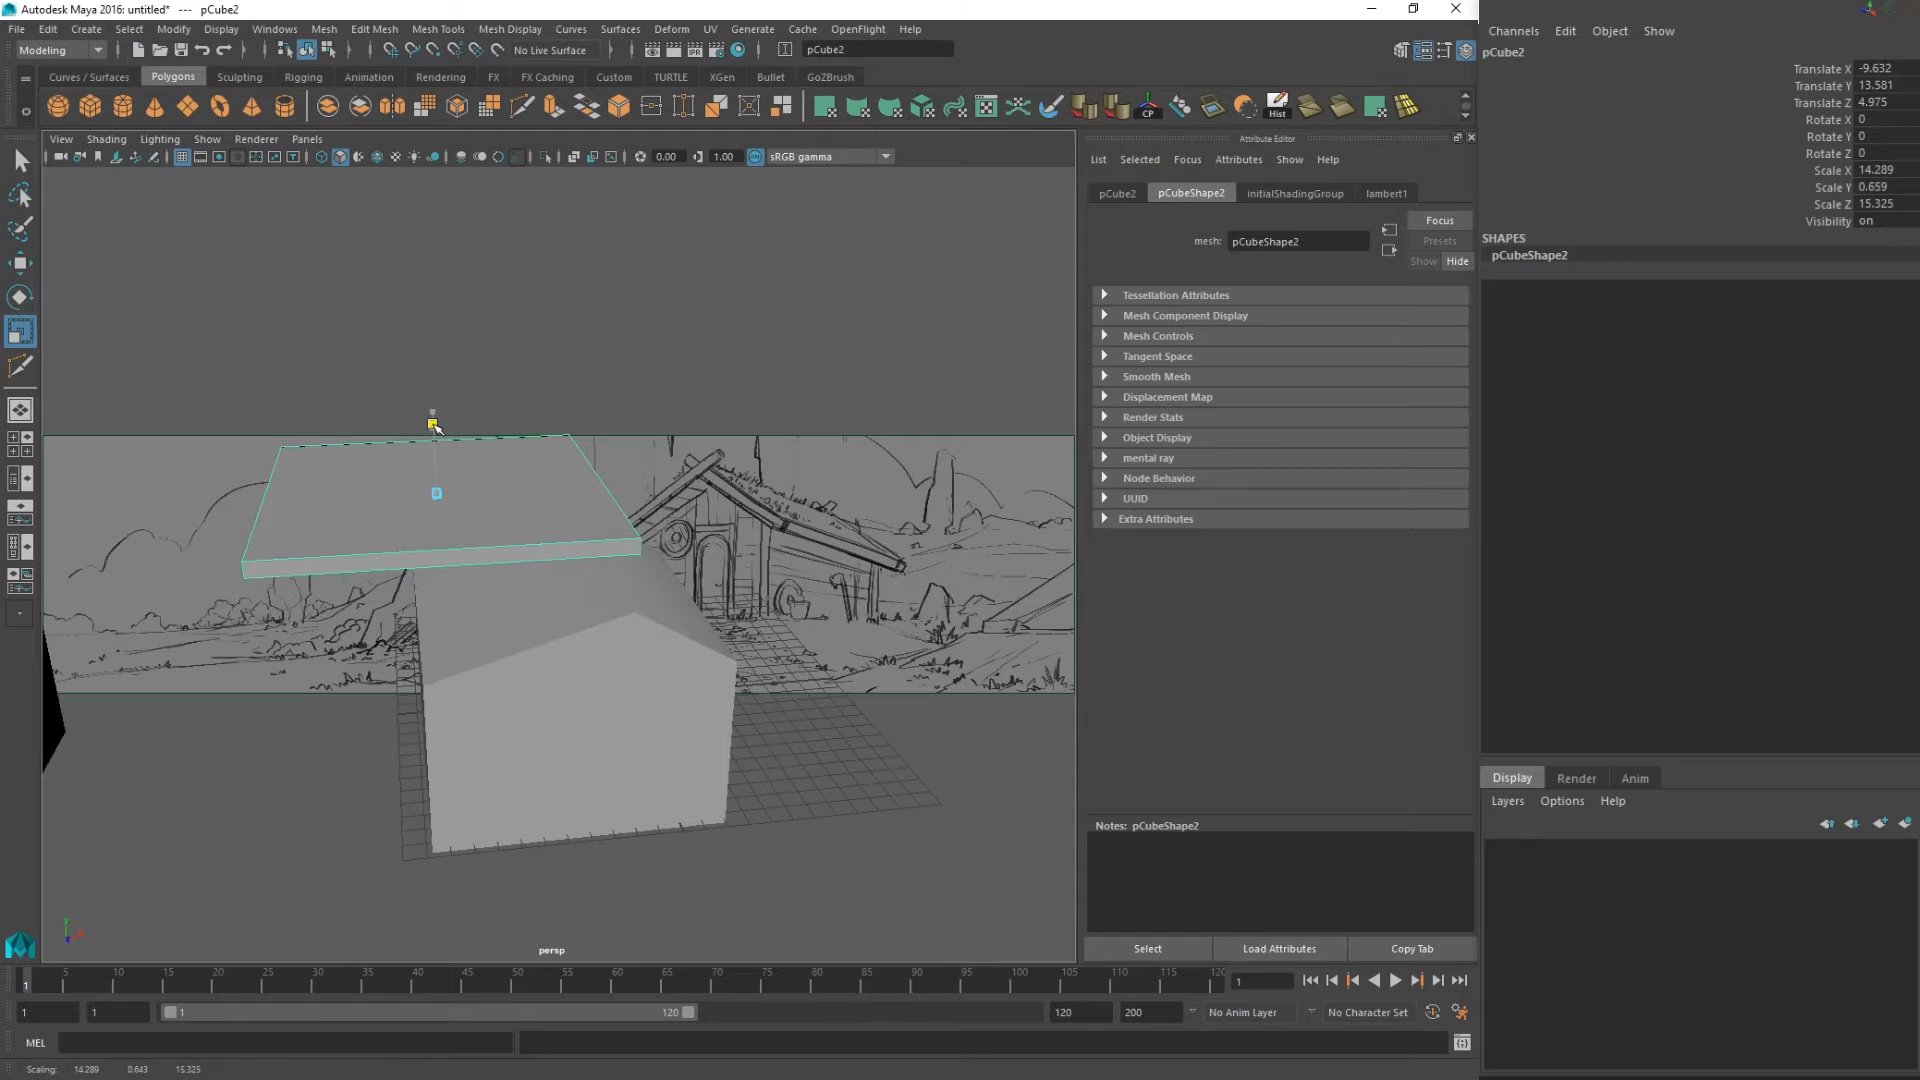 Autodesk Maya 2016: untitled* --- pCube2
File Edit Create Select Modify Display Windows Mesh Edit Mesh Mesh Tools Mesh Display Curves Surfaces Deform UV Generate Cache OpenFlight Help
Modeling No Live Surface pCube2
Curves / Surfaces Polygons Sculpting Rigging Animation Rendering FX FX Caching Custom TURTLE XGen Bullet GoZBrush
CP Hist
View Shading Lighting Show Renderer Panels
0.00 1.00 sRGB gamma
persp
Attribute Editor
List Selected Focus Attributes Show Help
pCube2 pCubeShape2 initialShadingGroup lambert1
Focus
mesh: pCubeShape2 Presets
Show Hide
Tessellation Attributes
Mesh Component Display
Mesh Controls
Tangent Space
Smooth Mesh
Displacement Map
Render Stats
Object Display
mental ray
Node Behavior
UUID
Extra Attributes
Notes: pCubeShape2
Select Load Attributes Copy Tab
Channels Edit Object Show
pCube2
Translate X -9.632
Translate Y 13.581
Translate Z 4.975
Rotate X 0
Rotate Y 0
Rotate Z 0
Scale X 14.289
Scale Y 0.659
Scale Z 15.325
Visibility on
SHAPES
pCubeShape2
Display Render Anim
Layers Options Help
1 5 10 15 20 25 30 35 40 45 50 55 60 65 70 75 80 85 90 95 100 105 110 115 120 1
1 1 1 120 120 200 No Anim Layer No Character Set
MEL
Scaling: 14.289 0.643 15.325